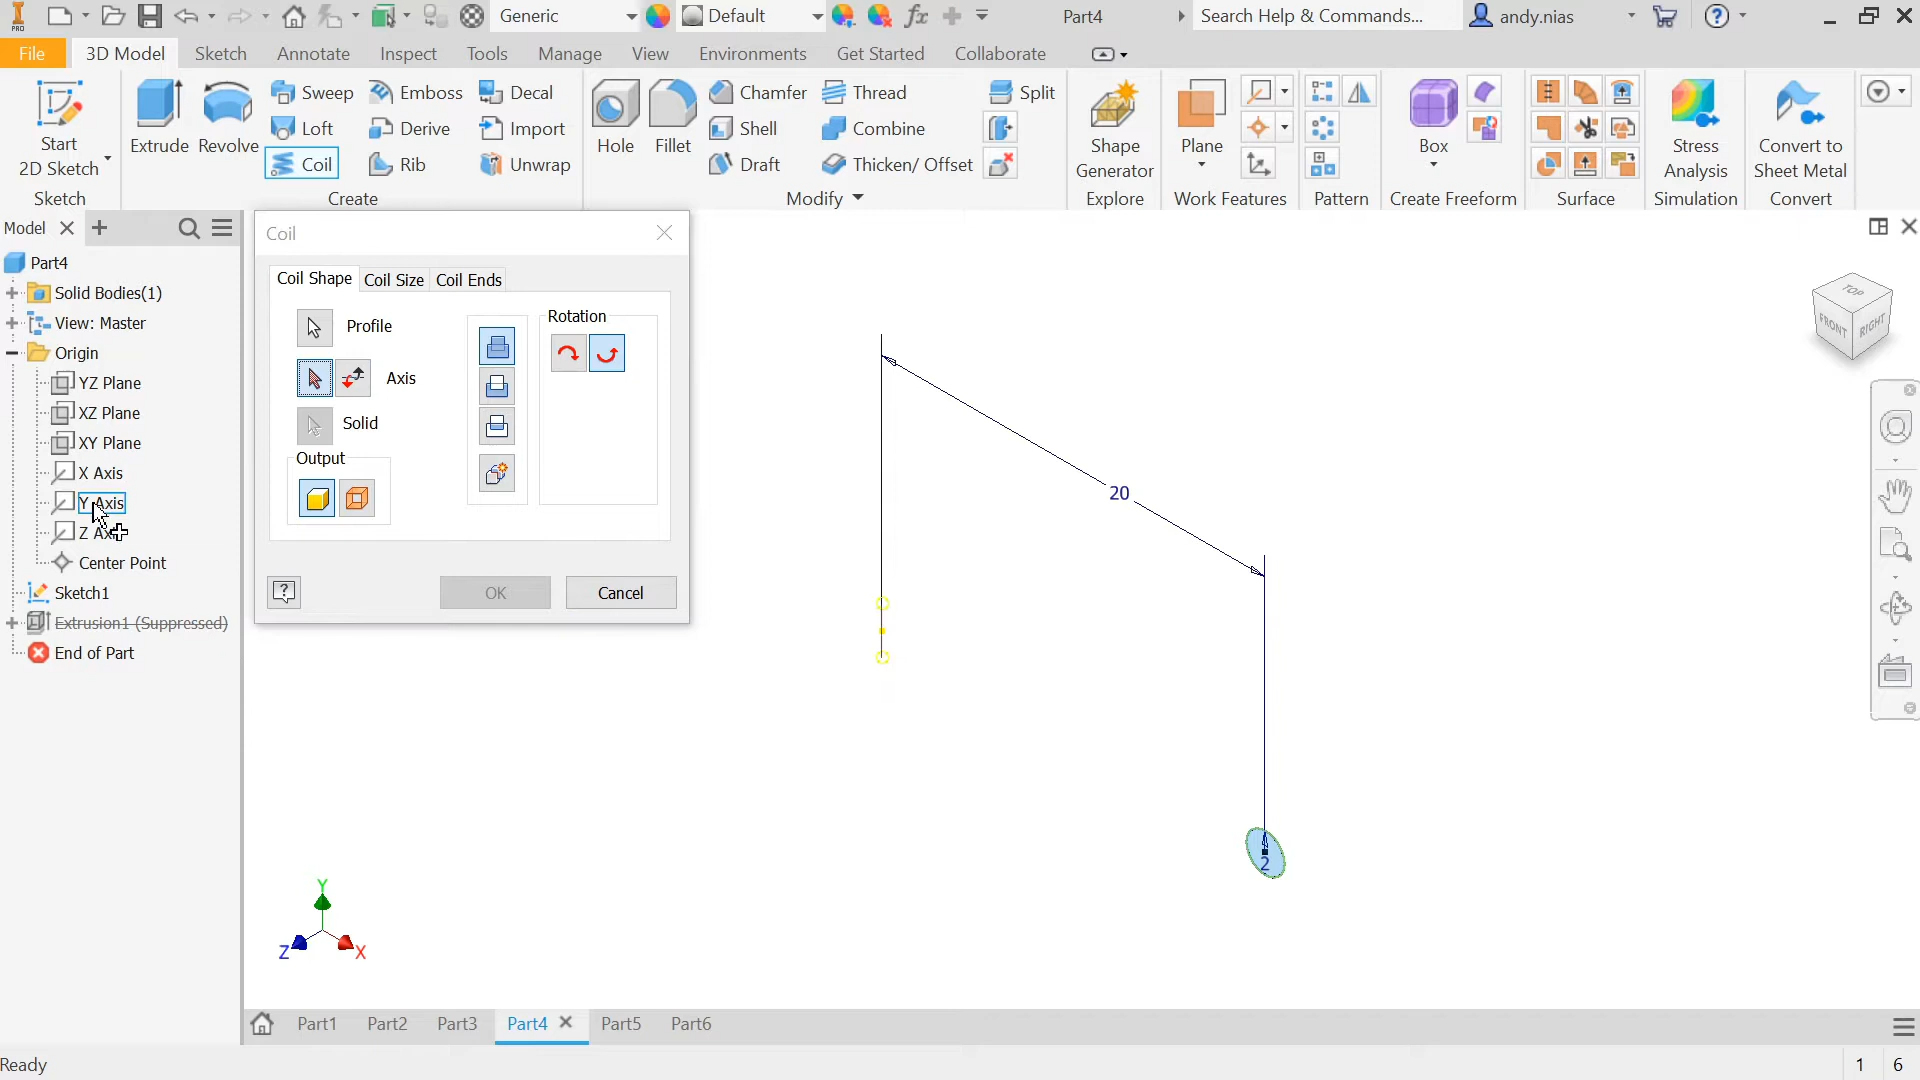 PRO
Generic
Default
Part4
Search Help & Commands...
andy.nias
File
3D Model
Sketch
Annotate
Inspect
Tools
Manage
View
Environments
Get Started
Collaborate
Start
2D Sketch
Extrude
Revolve
Sweep
Loft
Coil
Emboss
Derive
Rib
Decal
Import
Unwrap
Hole
Fillet
Chamfer
Shell
Draft
Thread
Combine
Thicken/ Offset
Split
Shape
Generator
Plane
Box
Stress
Analysis
Convert to
Sheet Metal
Sketch
Create
Modify
Explore
Work Features
Pattern
Create Freeform
Surface
Simulation
Convert
Model
Part4
Solid Bodies(1)
View: Master
Origin
YZ Plane
XZ Plane
XY Plane
X Axis
Y Axis
Z Axis
Center Point
Sketch1
Extrusion1 (Suppressed)
End of Part
Coil
Coil Shape
Coil Size
Coil Ends
Profile
Axis
Solid
Output
Rotation
?
OK
Cancel
20
2
TOP
FRONT
RIGHT
Y
Z
X
Part1
Part2
Part3
Part4
Part5
Part6
Ready
1
6